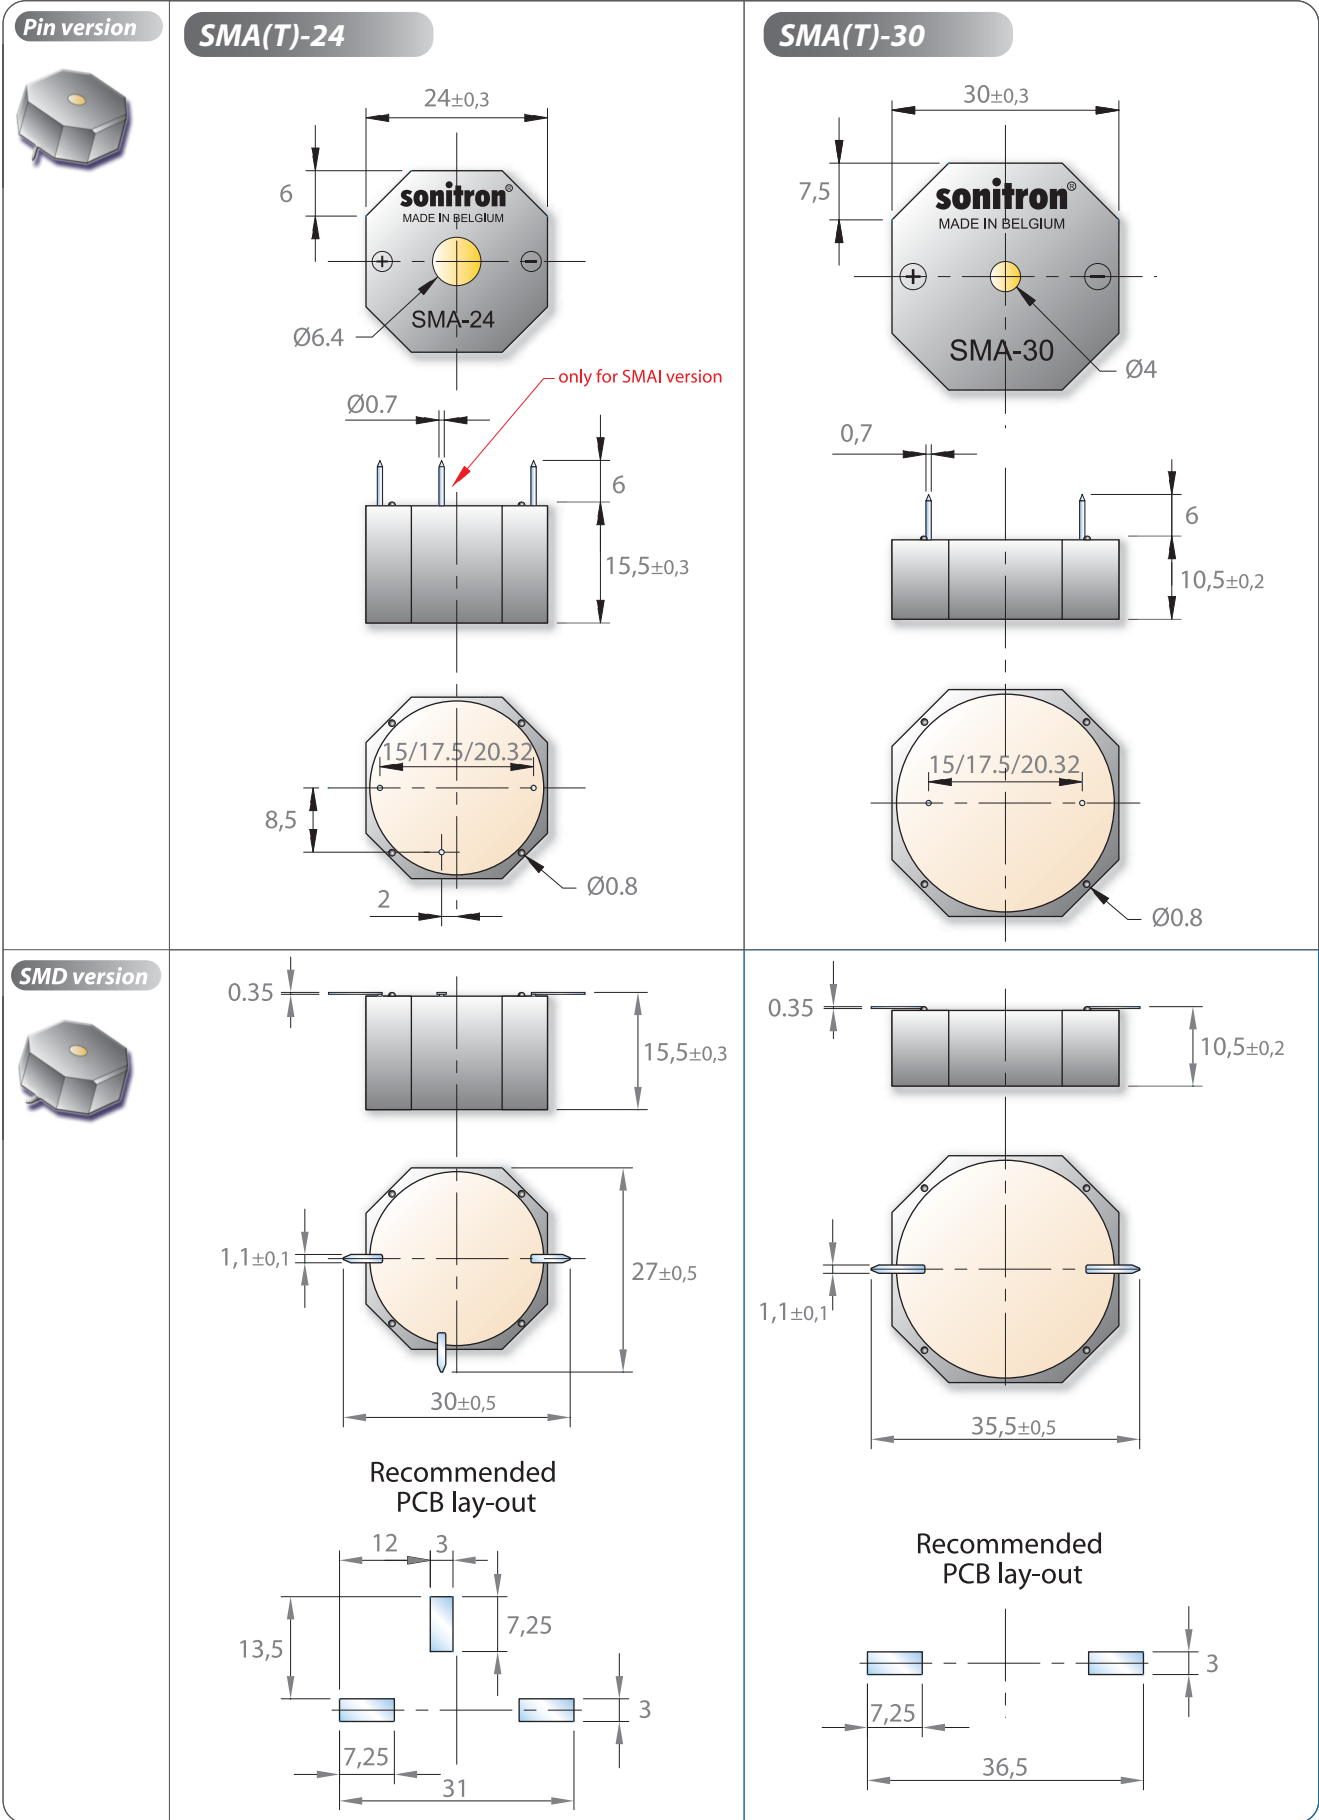 Pin version
SMA(T)-24
SMA(T)-30
24±0,3
6
sonitron®
MADE IN BELGIUM
+
−
Ø6.4
SMA-24
only for SMAI version
Ø0.7
6
15,5±0,3
15/17.5/20.32
8,5
2
Ø0.8
30±0,3
7,5
sonitron®
MADE IN BELGIUM
+
−
SMA-30
Ø4
0,7
6
10,5±0,2
15/17.5/20.32
Ø0.8
SMD version
0.35
15,5±0,3
1,1±0,1
27±0,5
30±0,5
Recommended
PCB lay-out
12
3
13,5
7,25
3
7,25
31
0.35
10,5±0,2
1,1±0,1
35,5±0,5
Recommended
PCB lay-out
3
7,25
36,5